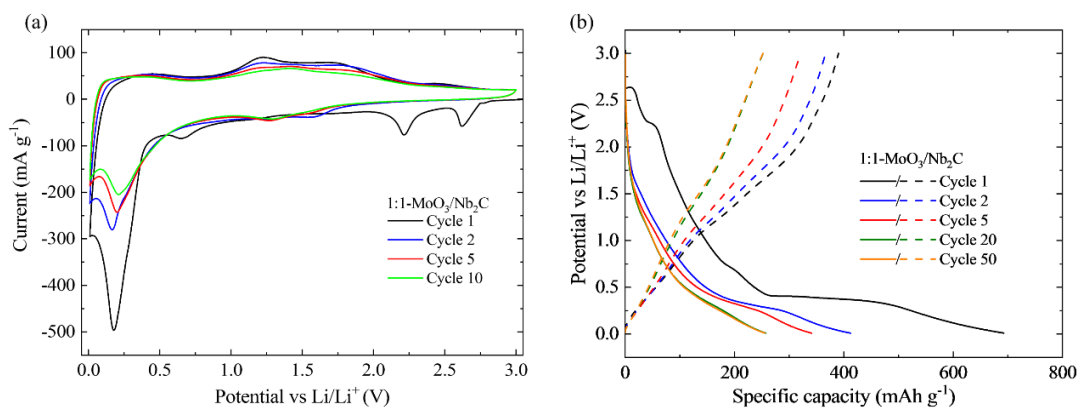 (a)
100
0
-100
-200
-300
-400
-500
Current (mA g⁻¹)
1:1-MoO₃/Nb₂C
Cycle 1
Cycle 2
Cycle 5
Cycle 10
0.0 0.5 1.0 1.5 2.0 2.5 3.0
Potential vs Li/Li⁺ (V)
(b)
3.0
2.5
2.0
1.5
1.0
0.5
0.0
Potential vs Li/Li⁺ (V)
1:1-MoO₃/Nb₂C
/ Cycle 1
/ Cycle 2
/ Cycle 5
/ Cycle 20
/ Cycle 50
0 200 400 600 800
Specific capacity (mAh g⁻¹)